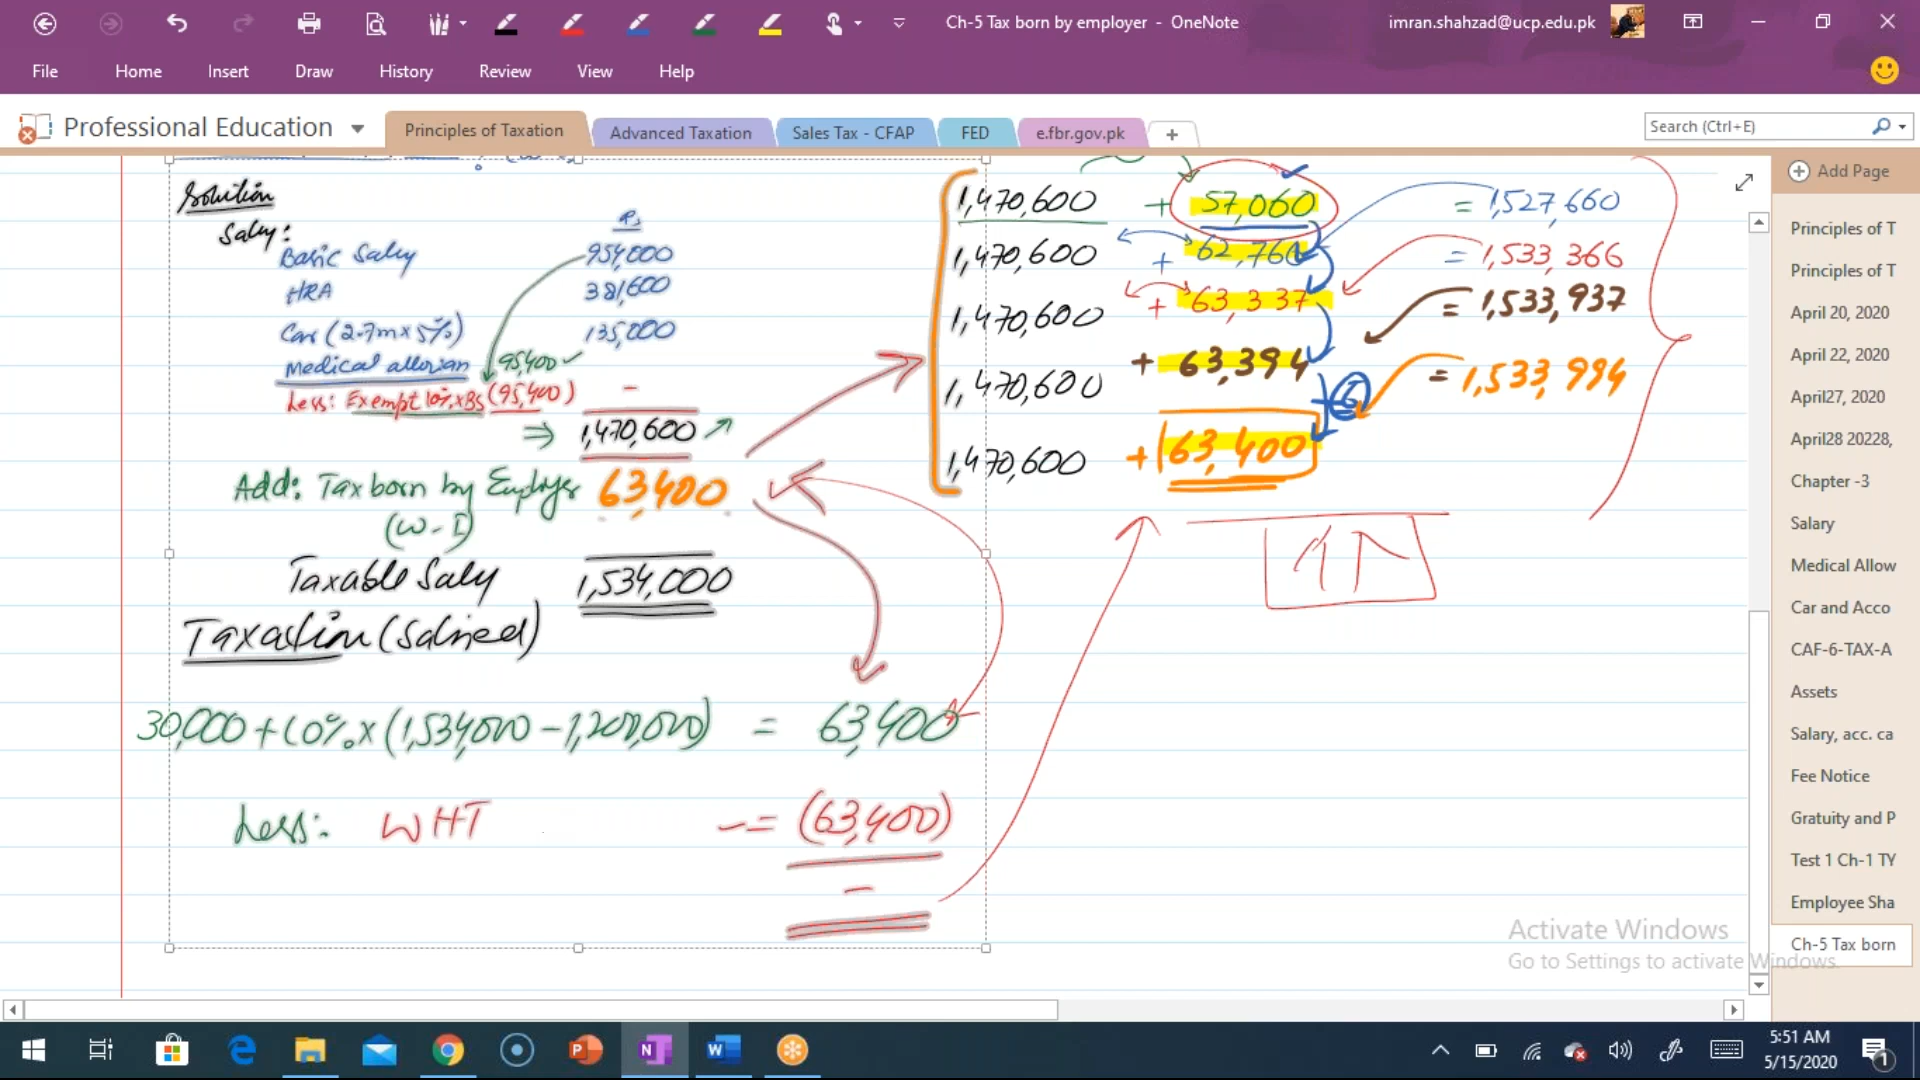 Ch-5 Tax born by employer - OneNote
imran.shahzad@ucp.edu.pk
File Home Insert Draw History Review View Help
Professional Education
Principles of Taxation
Advanced Taxation
Sales Tax - CFAP
FED
e.fbr.gov.pk
Search (Ctrl+E)
Solution
Salary:
Rs
Basic Salary 954,000
HRA 381,600
Car (2.7m x 5%) 135,000
Medical allowan 95,400
Less: Exempt 10% x BS (95,400) -
⇒ 1,470,600
Add: Tax born by Employer 63,400
(W-I)
Taxable Salary 1,534,000
Taxation (Salaried)
30,000 + 10% x (1,534,000 - 1,200,000) = 63,400
Less: WHT = (63,400)
-
1,470,600 + 57,060 = 1,527,660
1,470,600 + 62,766 = 1,533,366
1,470,600 + 63,337 = 1,533,937
1,470,600 + 63,394 = 1,533,994
1,470,600 + 63,400
Add Page
Principles of T
Principles of T
April 20, 2020
April 22, 2020
April27, 2020
April28 20228,
Chapter -3
Salary
Medical Allow
Car and Acco
CAF-6-TAX-A
Assets
Salary, acc. ca
Fee Notice
Gratuity and P
Test 1 Ch-1 TY
Employee Sha
Ch-5 Tax born
Activate Windows
Go to Settings to activate Windows.
5:51 AM
5/15/2020
1